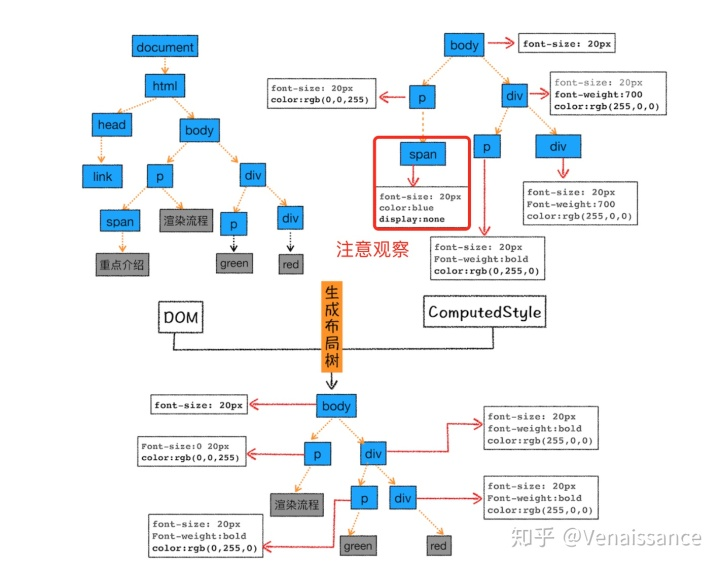 document
html
head
body
link
p
div
span
渲染流程
p
div
重点介绍
green
red
body
font-size: 20px
font-size: 20px
color:rgb(0,0,255)
p
div
font-size: 20px
font-weight:700
color:rgb(255,0,0)
span
p
div
font-size: 20px
color:blue
display:none
font-size: 20px
Font-weight:700
color:rgb(255,0,0)
注意观察
font-size: 20px
Font-weight:bold
color:rgb(0,255,0)
DOM
生成布局树
ComputedStyle
font-size: 20px
body
Font-size:0 20px
color:rgb(0,0,255)
p
div
font-size: 20px
font-weight:bold
color:rgb(255,0,0)
渲染流程
p
div
font-size: 20px
Font-weight:bold
color:rgb(255,0,0)
font-size: 20px
Font-weight:bold
color:rgb(0,255,0)
green
red
知乎 @Venaissance